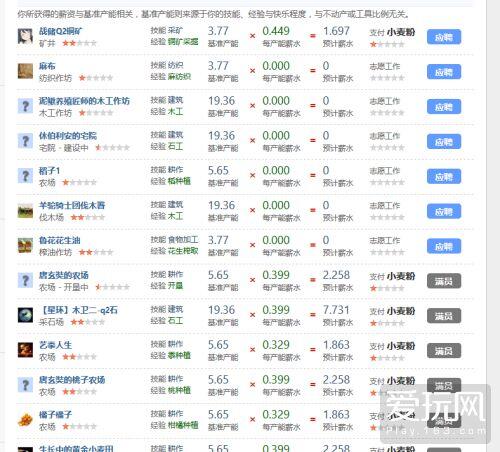 你所获得的薪资与基准产能相关，基准产能则来源于你的技能、经验与快乐程度，与不动产或工具比例无关。
战储Q2铜矿 技能 采矿 3.77 × 0.449 = 1.697 支付 小麦粉 应聘
矿井 经验 铜矿采掘 基准产能 每产能薪水 预计薪水
麻布 技能 纺织 3.77 × 0.000 = 0 志愿工作 应聘
纺织作坊 经验 麻纺织 基准产能 每产能薪水 预计薪水
泥辙养殖匠师的木工作坊 技能 建筑 19.36 × 0.000 = 0 志愿工作 应聘
木工作坊 经验 木工 基准产能 每产能薪水 预计薪水
休伯利安的宅院 技能 建筑 19.36 × 0.000 = 0 志愿工作 应聘
宅院 - 建设中 经验 石工 基准产能 每产能薪水 预计薪水
稻子1 技能 耕作 5.65 × 0.000 = 0 志愿工作 应聘
农场 经验 稻种植 基准产能 每产能薪水 预计薪水
羊驼骑士团伐木 技能 建筑 19.36 × 0.000 = 0 志愿工作 应聘
伐木场 经验 木工 基准产能 每产能薪水 预计薪水
鲁花花生油 技能 食物加工 3.77 × 0.000 = 0 志愿工作 应聘
榨油作坊 经验 花生榨取 基准产能 每产能薪水 预计薪水
唐玄奘的农场 技能 耕作 5.65 × 0.399 = 2.258 支付 小麦粉 满员
农场 - 开量中 经验 开量 基准产能 每产能薪水 预计薪水
【星环】木卫二-q2石 技能 建筑 19.36 × 0.399 = 7.731 支付 小麦粉 满员
采石场 经验 石工 基准产能 每产能薪水 预计薪水
艺泰人生 技能 耕作 5.65 × 0.329 = 1.863 支付 小麦粉 满员
农场 经验 黍种植 基准产能 每产能薪水 预计薪水
唐玄奘的桃子农场 技能 耕作 5.65 × 0.399 = 2.258 支付 小麦粉 满员
农场 经验 桃种植 基准产能 每产能薪水 预计薪水
橘子橘子 技能 耕作 5.65 × 0.329 = 1.863 支付 小麦粉 满员
农场 经验 柑橘种植 基准产能 每产能薪水 预计薪水
生长中的黄金小麦田 技能 耕作 5.65 0.399 2.258 支付 小麦粉
爱玩网
Play.163.com